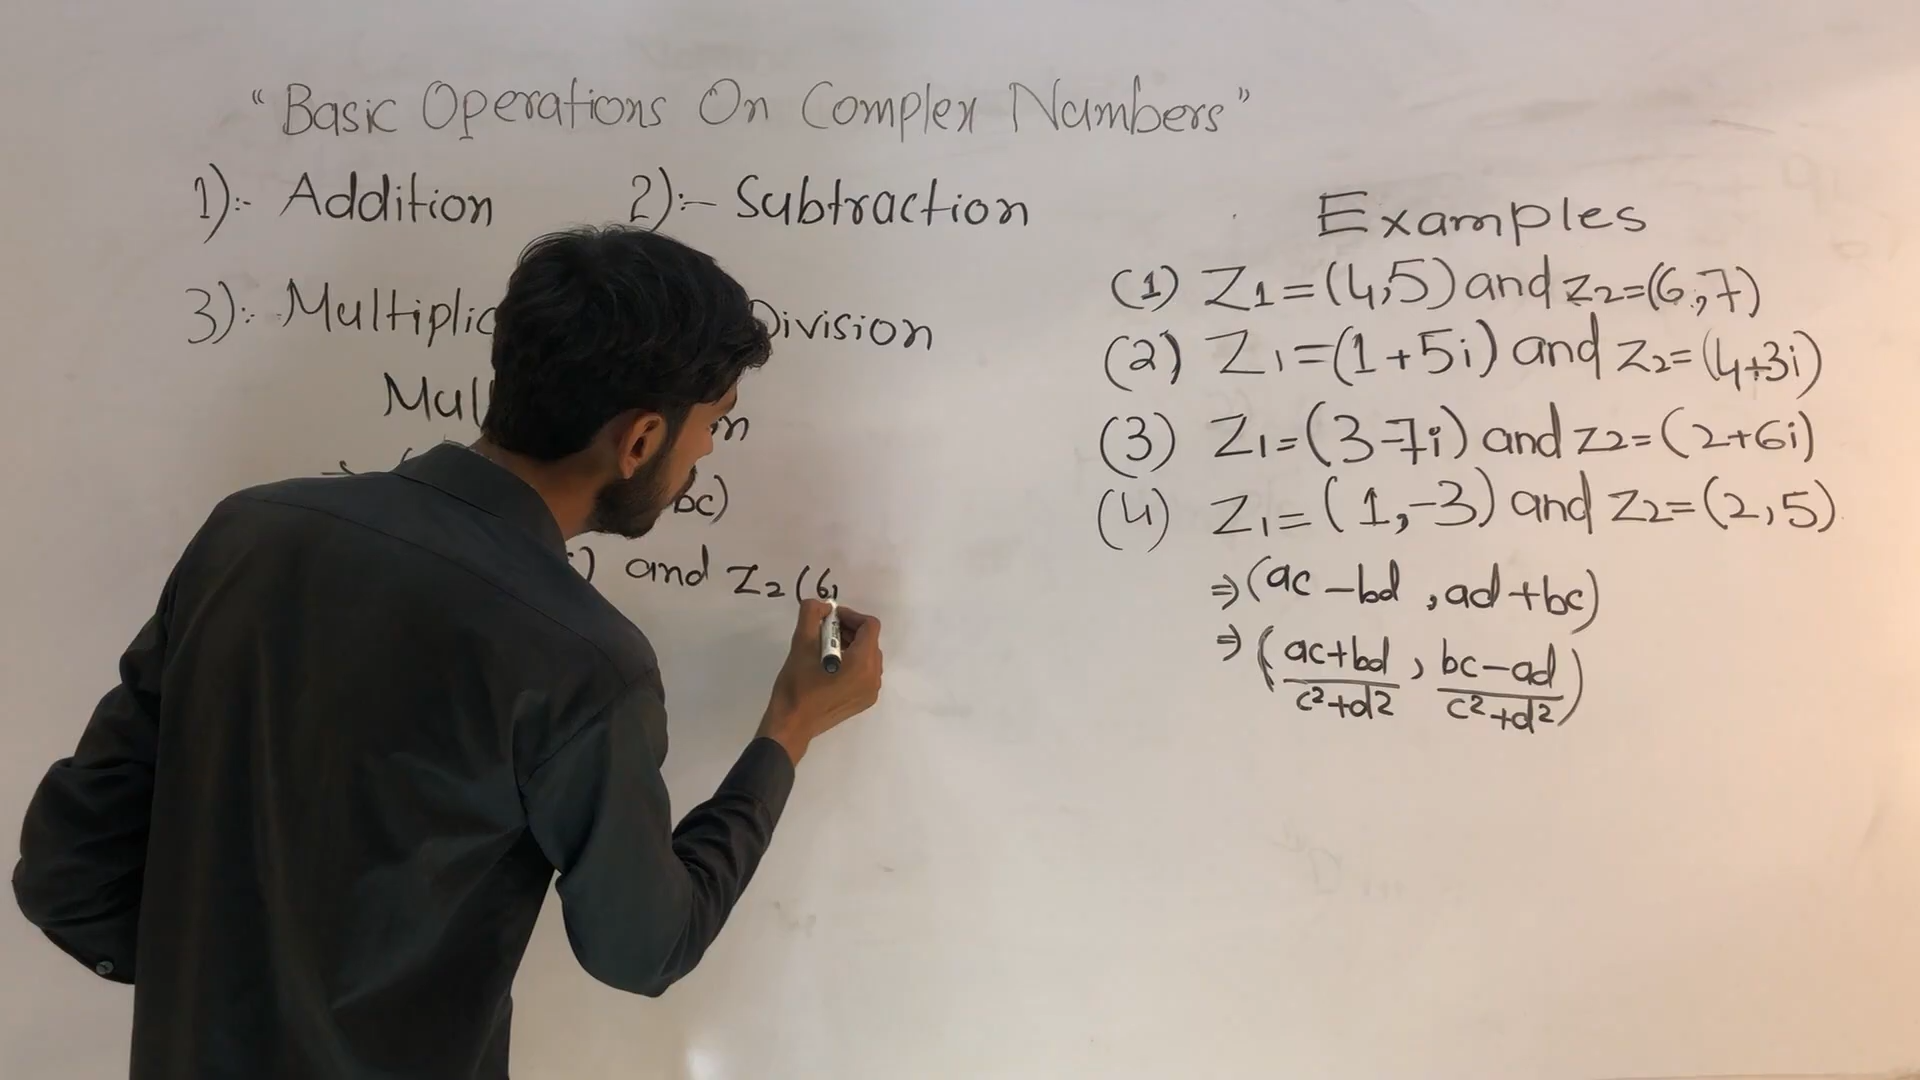 “Basic Operations On Complex Numbers”
1):- Addition 2):- Subtraction
3):- Multiplic Division
Mul n
bc)
) and Z2 (6,
Examples
(1) Z1=(4,5) and Z2=(6,7)
(2) Z1=(1+5i) and Z2=(4+3i)
(3) Z1=(3-7i) and Z2=(2+6i)
(4) Z1=(1,-3) and Z2=(2,5)
⇒(ac-bd, ad+bc)
⇒(ac+bd/c²+d², bc-ad/c²+d²)